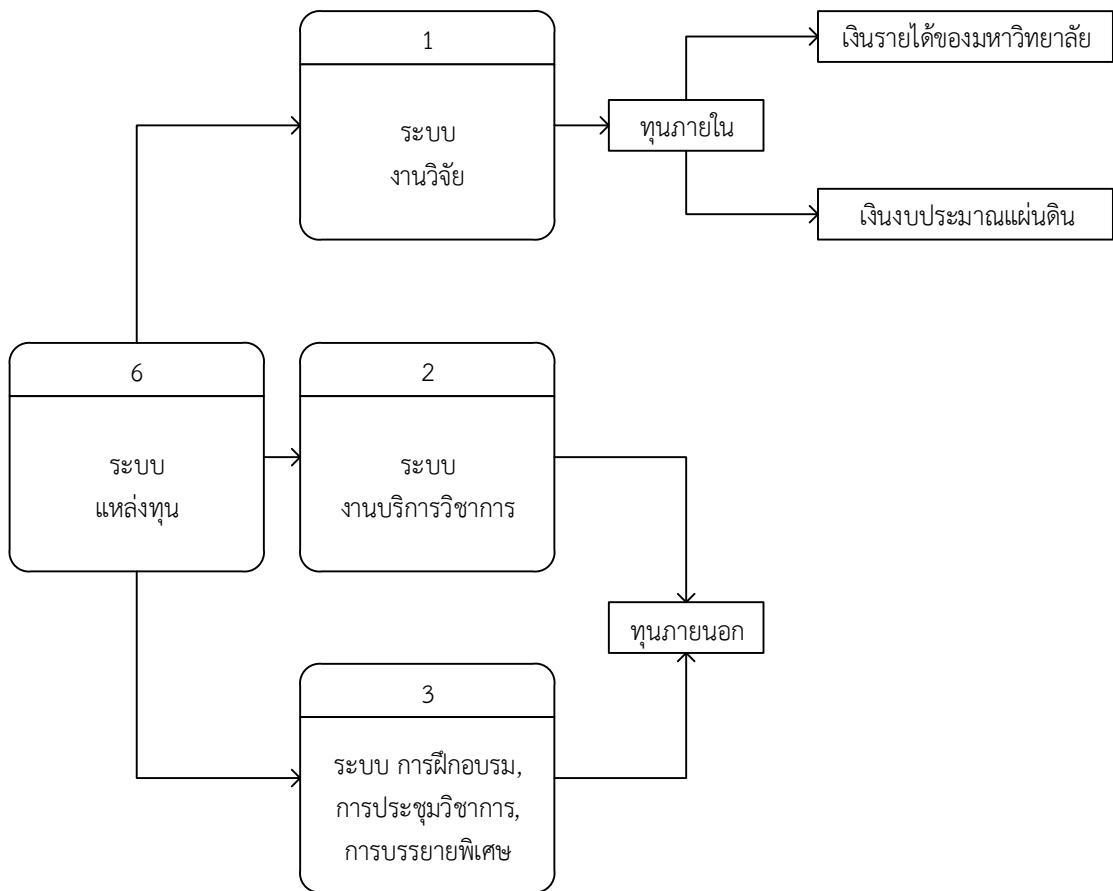 1
ระบบ
งานวิจัย
ทุนภายใน
เงินรายได้ของมหาวิทยาลัย
เงินงบประมาณแผ่นดิน
6
ระบบ
แหล่งทุน
2
ระบบ
งานบริการวิชาการ
ทุนภายนอก
3
ระบบ การฝึกอบรม,
การประชุมวิชาการ,
การบรรยายพิเศษ